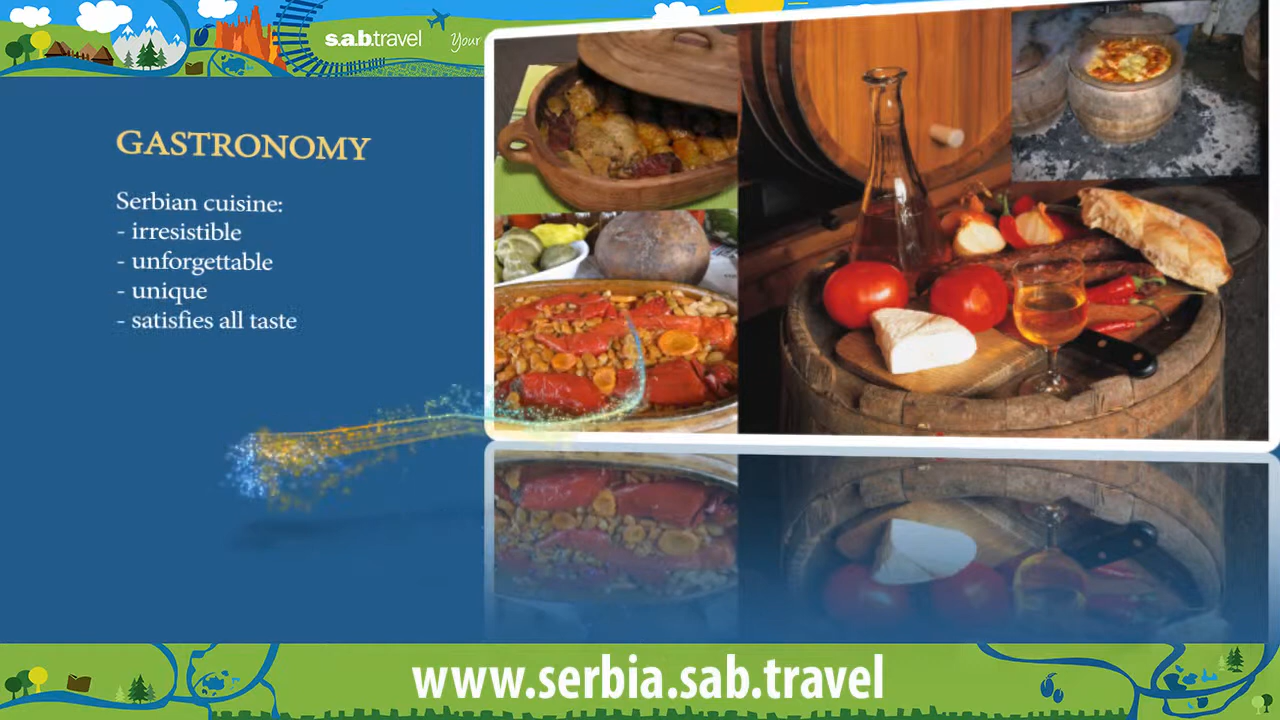 s.a.b.travel Your
GASTRONOMY
Serbian cuisine:
- irresistible
- unforgettable
- unique
- satisfies all taste
www.serbia.sab.travel